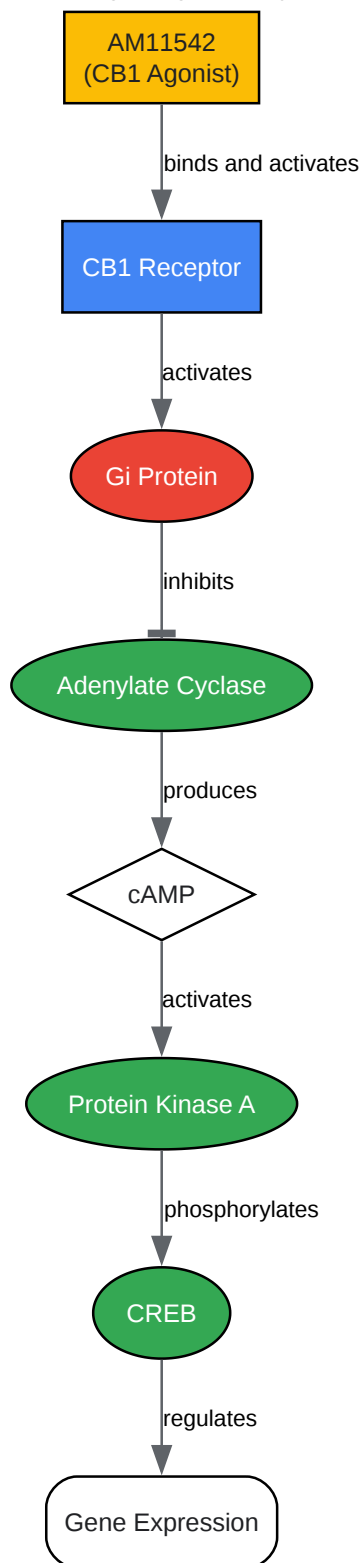 AM11542
(CB1 Agonist)
binds and activates
CB1 Receptor
activates
Gi Protein
inhibits
Adenylate Cyclase
produces
cAMP
activates
Protein Kinase A
phosphorylates
CREB
regulates
Gene Expression